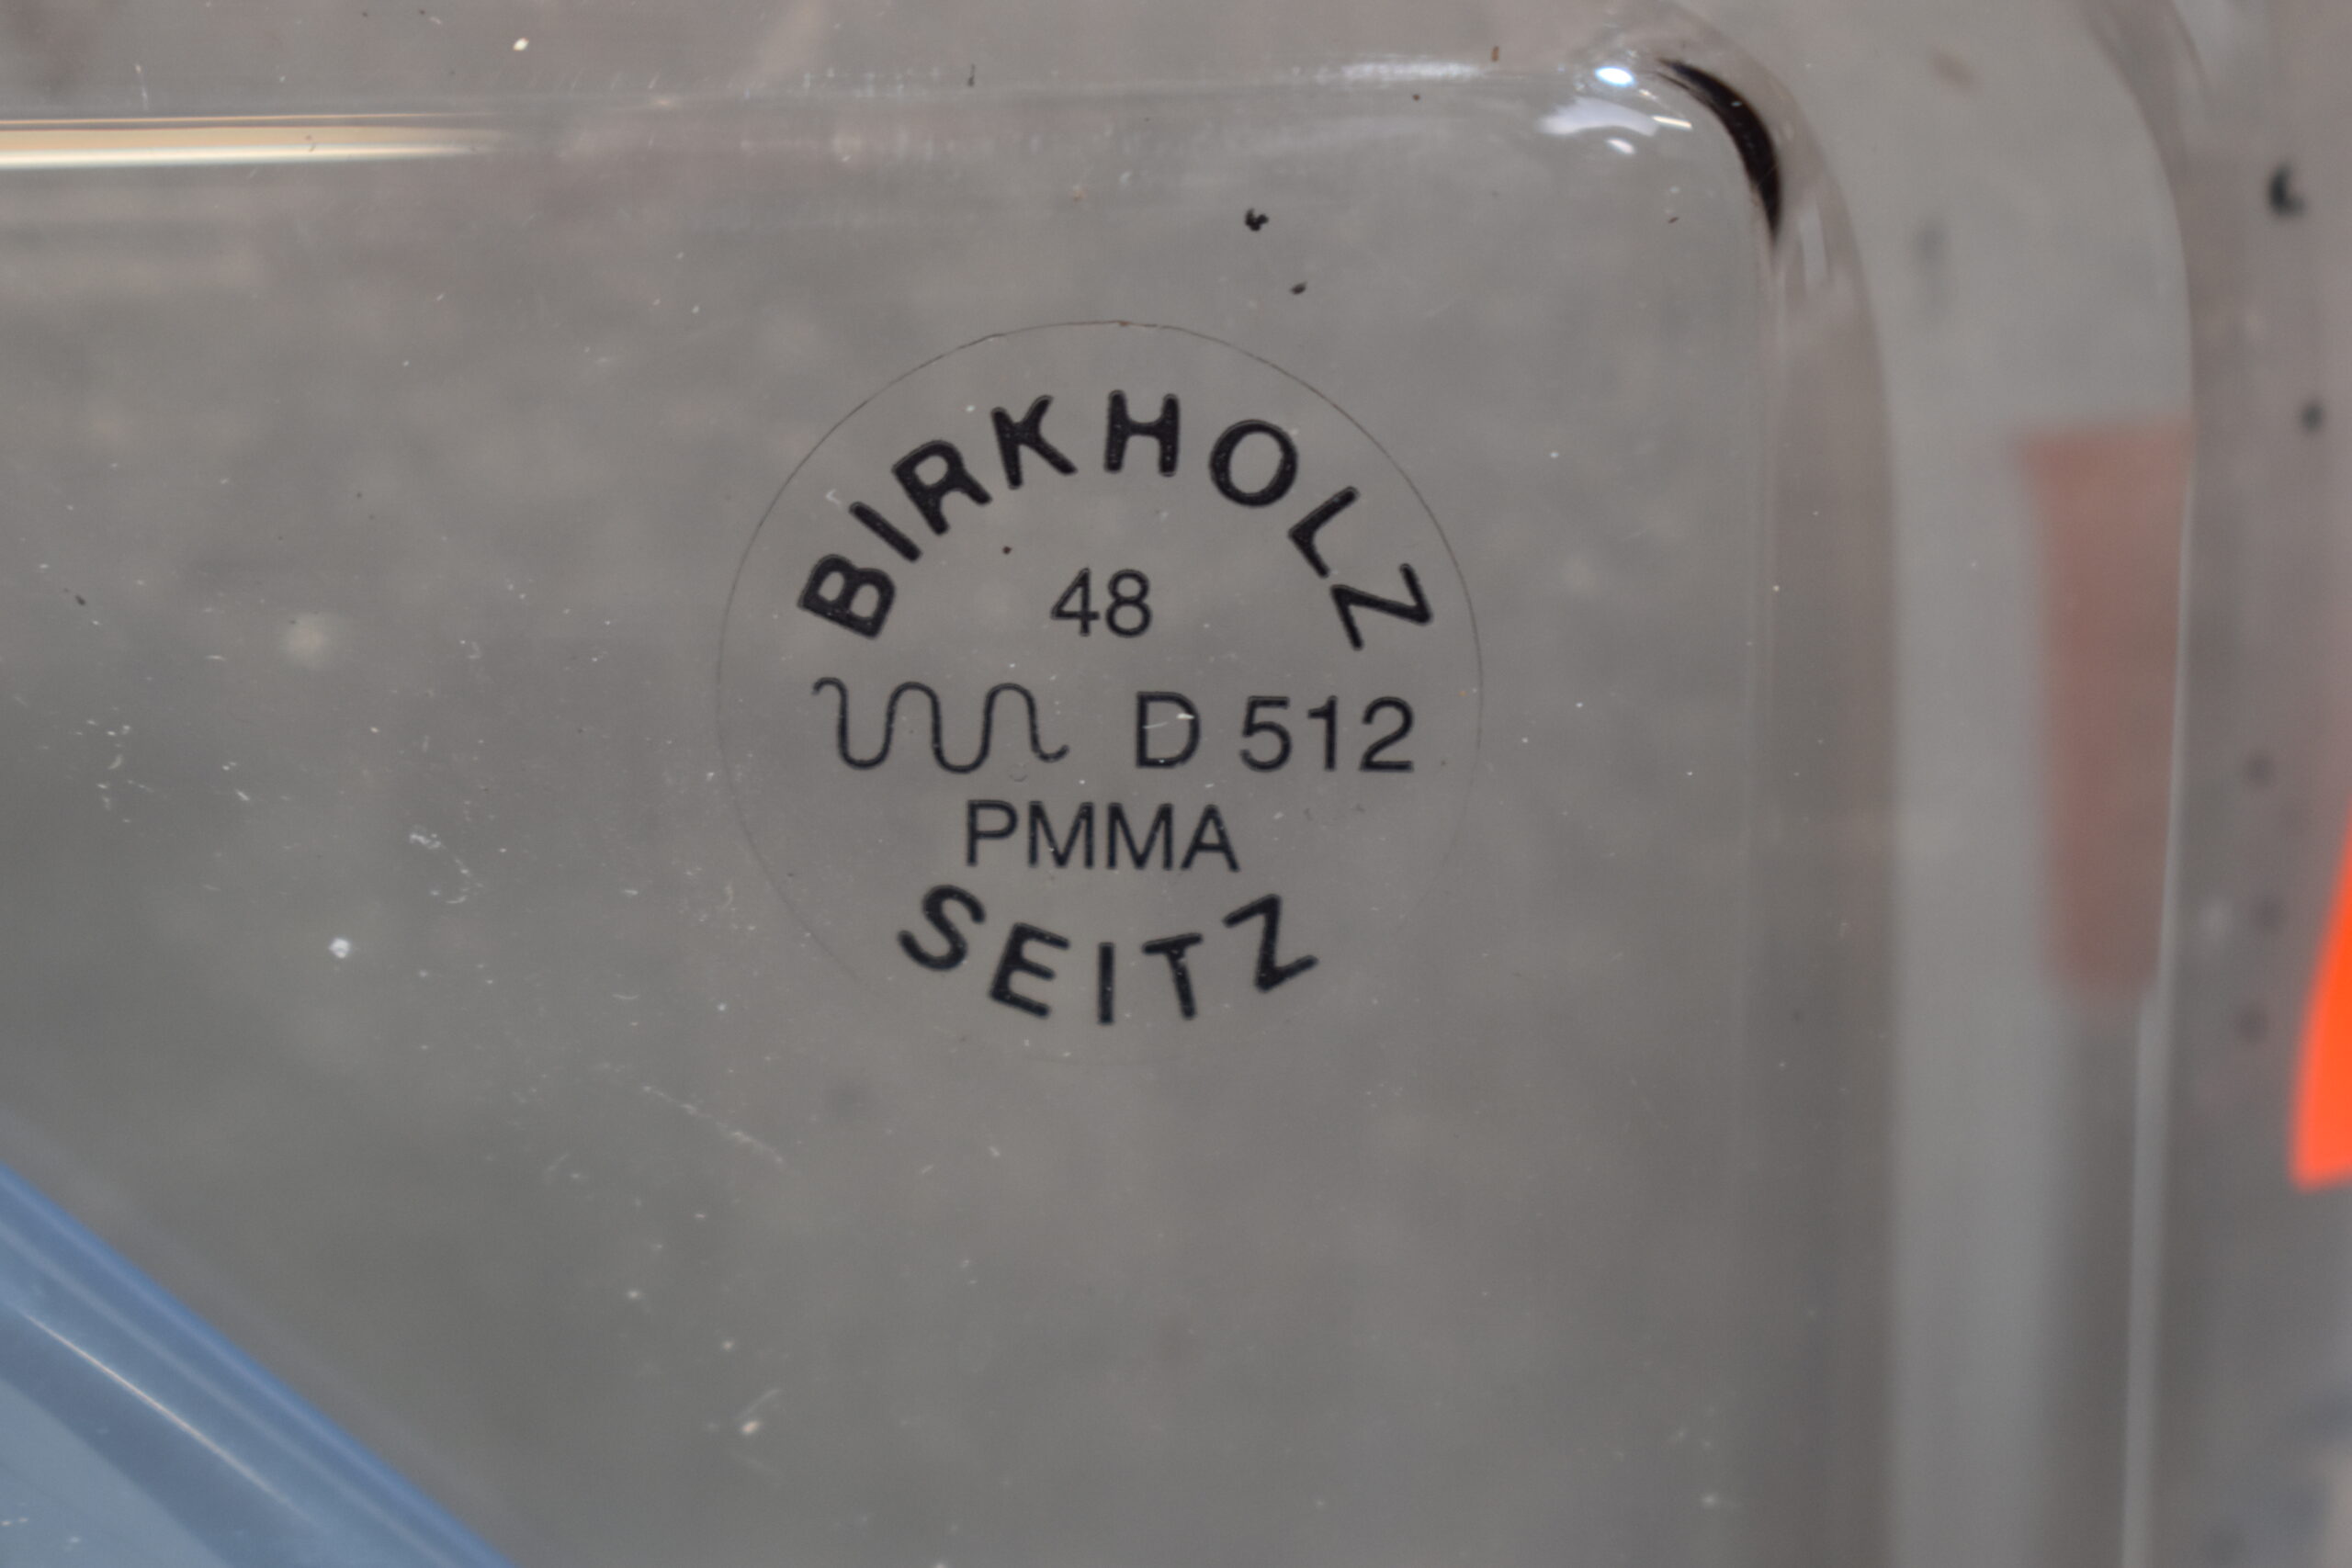 BIRKHOLZ
48
D 512
PMMA
SEITZ